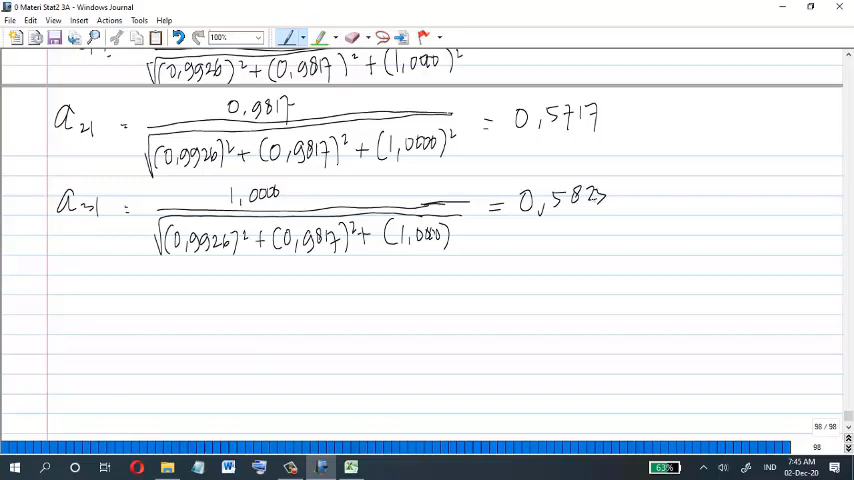 0 Materi Stat2 3A - Windows Journal
File Edit View Insert Actions Tools Help
100%
√(0,9926)² + (0,9817)² + (1,0000)²
a21 = 0,9817 = 0,5717
√(0,9926)² + (0,9817)² + (1,0000)²
a31 = 1,0000 = 0,5823
√(0,9926)² + (0,9817)² + (1,0000)
98 / 98
98
63%
IND
7:45 AM
02-Dec-20